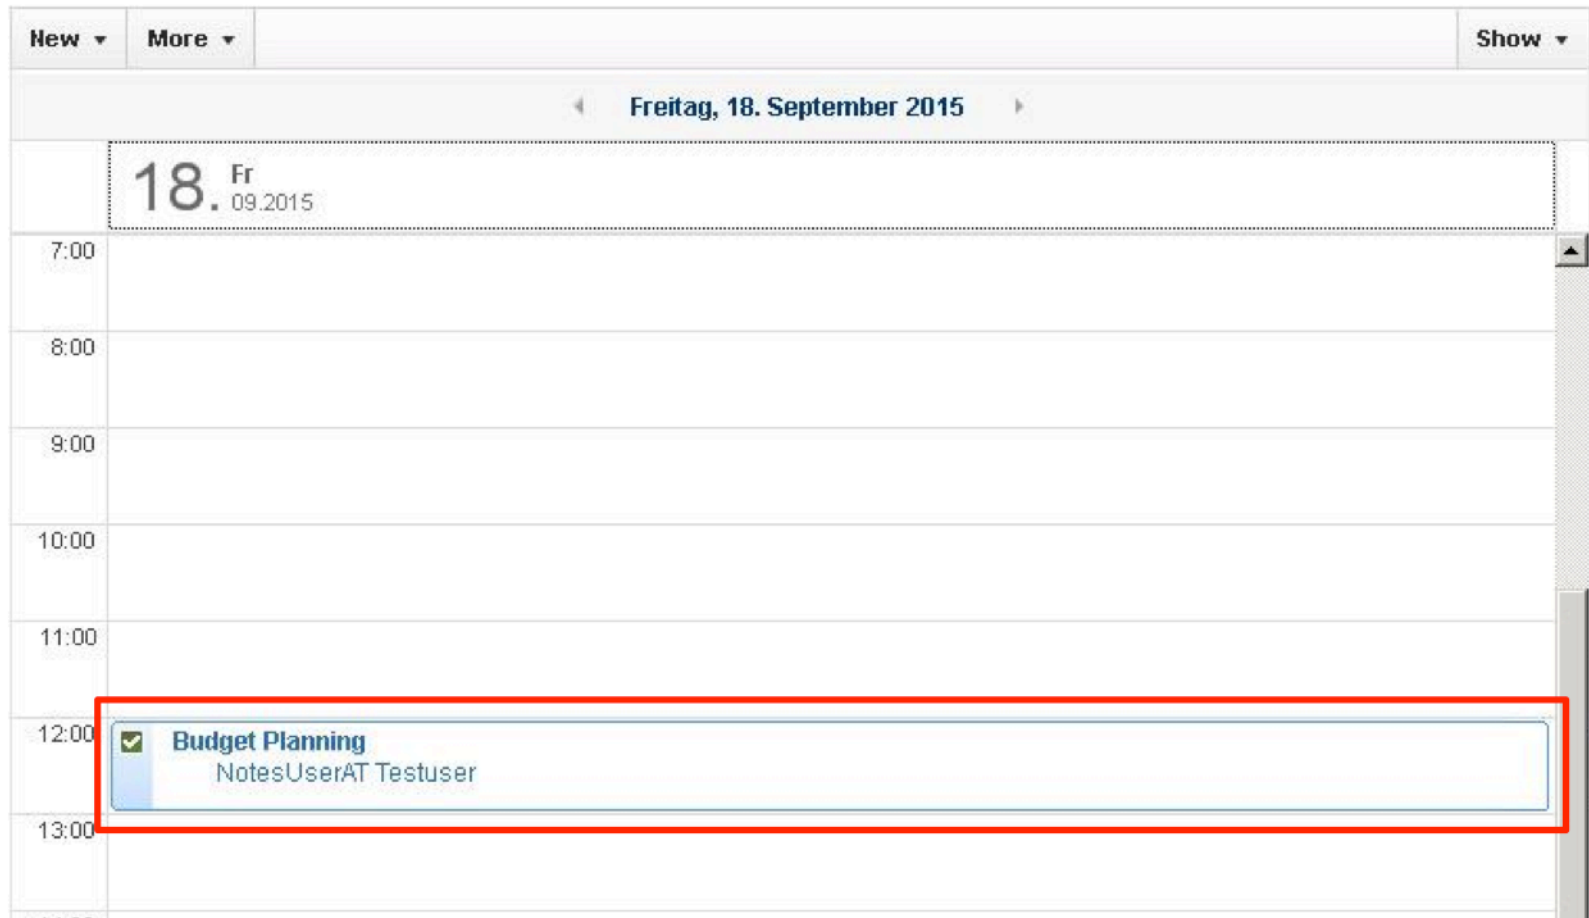 New More Show
Freitag, 18. September 2015
18. Fr
09.2015
7:00
8:00
9:00
10:00
11:00
12:00 Budget Planning
NotesUserAT Testuser
13:00